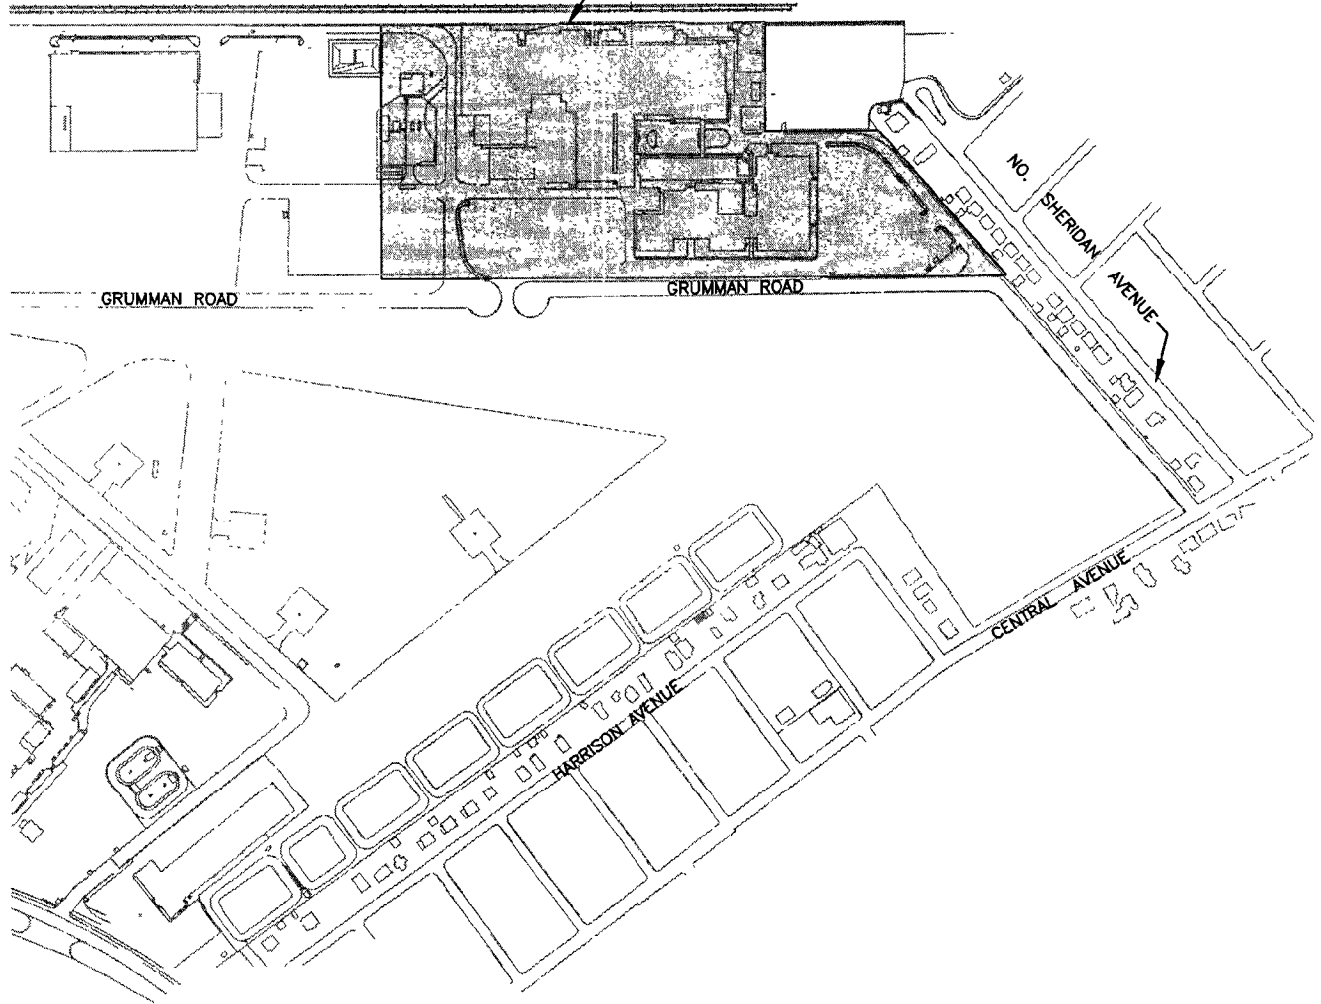 NO. SHERIDAN AVENUE
GRUMMAN ROAD
GRUMMAN ROAD
CENTRAL AVENUE
HARRISON AVENUE